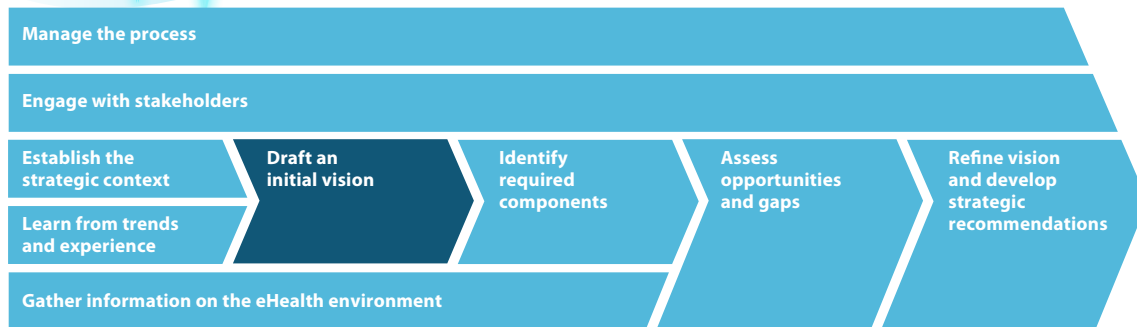 Manage the process
Engage with stakeholders
Establish the
strategic context
Learn from trends
and experience
Draft an
initial vision
Identify
required
components
Assess
opportunities
and gaps
Refine vision
and develop
strategic
recommendations
Gather information on the eHealth environment